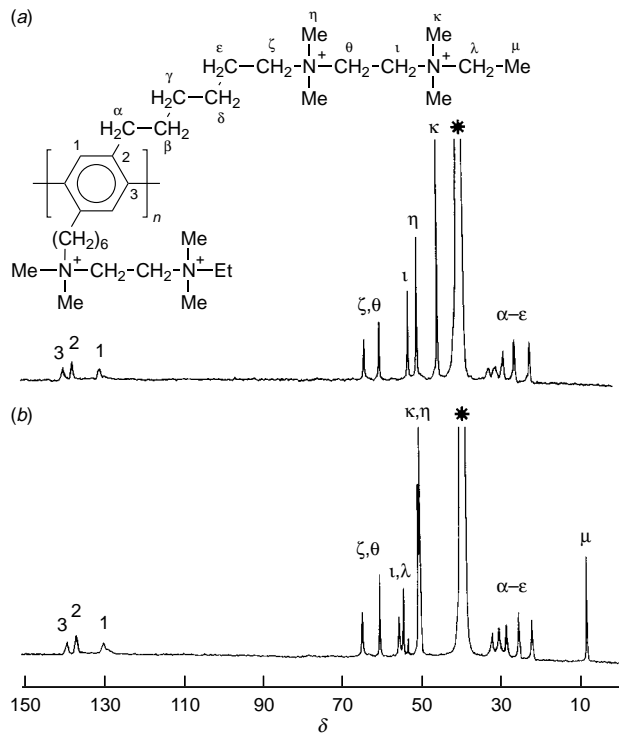 (a)
η κ
Me Me
ε ζ θ ι λ μ
H₂C–CH₂–N⁺–CH₂–CH₂–N⁺–CH₂–Me
γ
H₂C–CH₂ Me Me
α δ
H₂C–CH₂
β
1 2
3
n
(CH₂)₆ Me
Me–N⁺–CH₂–CH₂–N⁺–Et
Me Me
κ *
η
ι
ζ,θ
α–ε
3 2 1
(b)
κ,η *
ζ,θ
ι,λ
α–ε
μ
3 2 1
150 130 110 90 70 50 30 10
δ